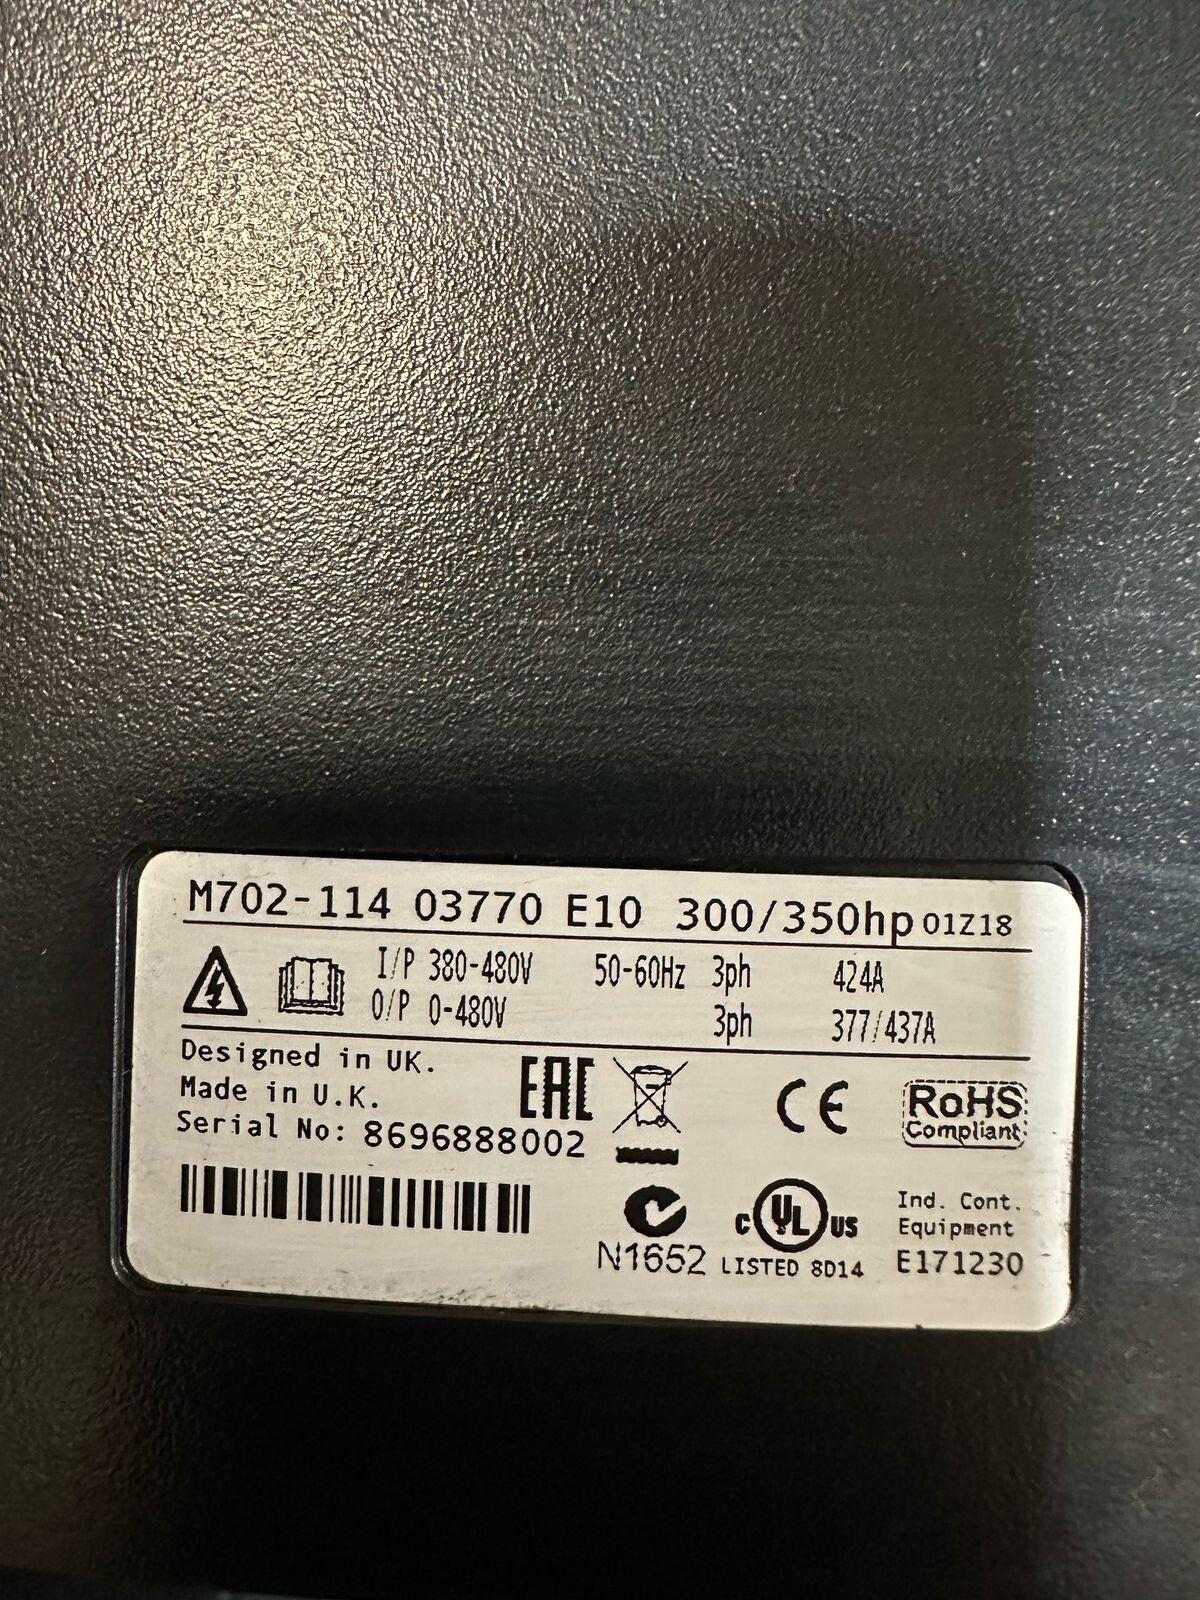 M702-114 03770 E10 300/350hp 01Z18
I/P 380-480V 50-60Hz 3ph 424A
O/P 0-480V 3ph 377/437A
Designed in UK.
Made in U.K.
Serial No: 8696888002
EAC
CE
RoHS
Compliant
N1652
C UL US
LISTED 8D14
Ind. Cont.
Equipment
E171230